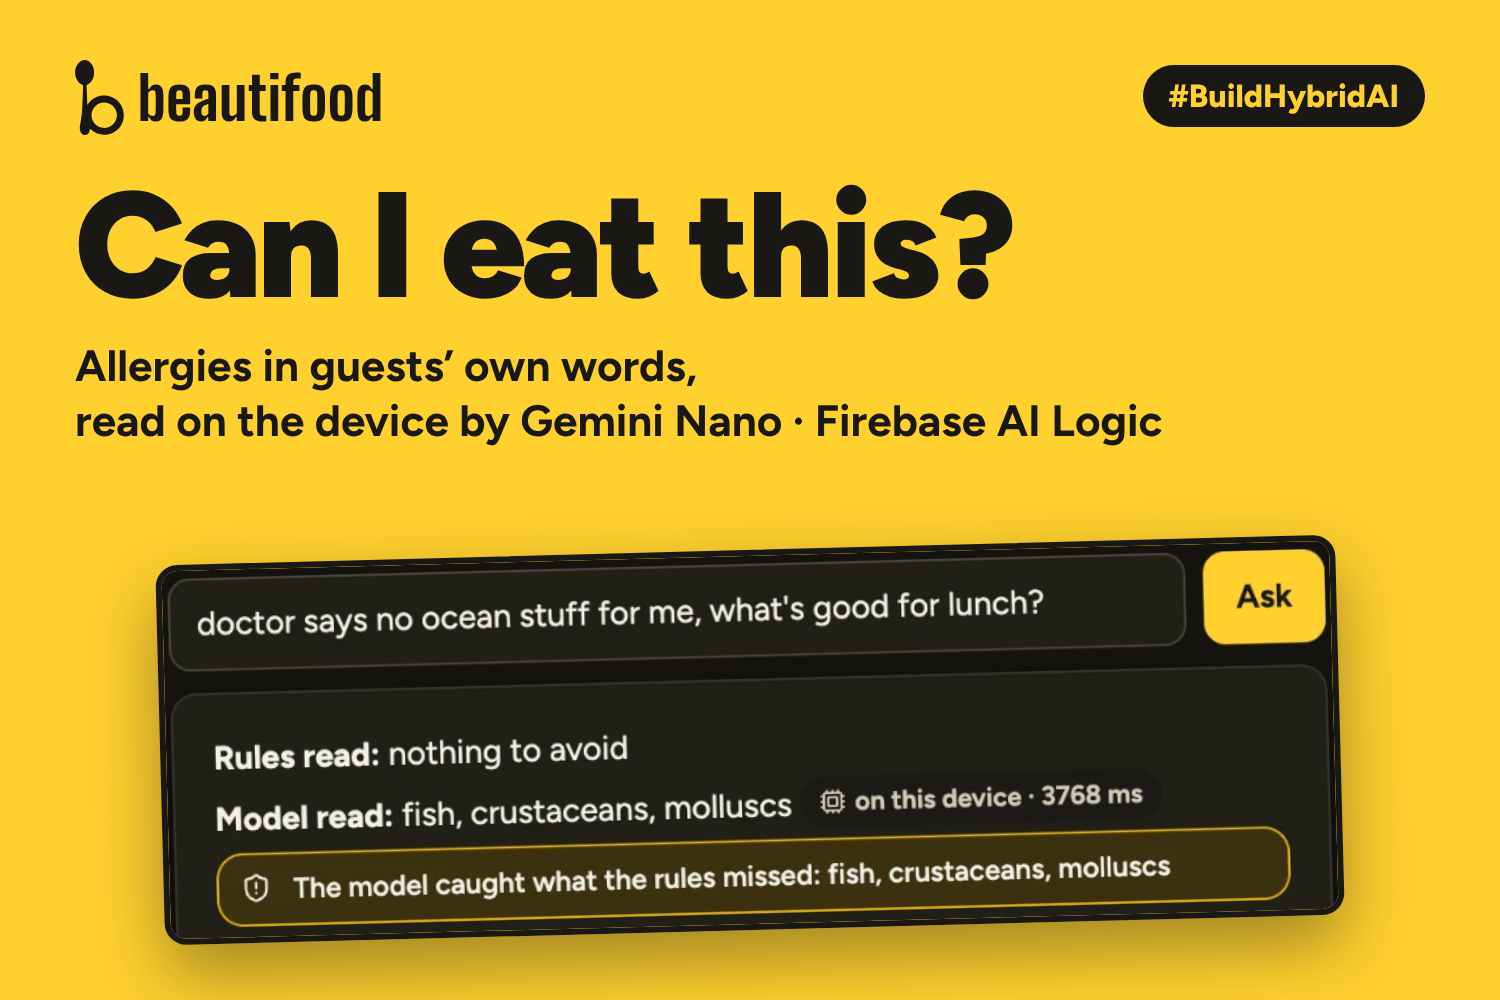 beautifood
#BuildHybridAI
Can I eat this?
Allergies in guests’ own words,
read on the device by Gemini Nano · Firebase AI Logic
doctor says no ocean stuff for me, what's good for lunch?
Ask
Rules read: nothing to avoid
Model read: fish, crustaceans, molluscs on this device · 3768 ms
The model caught what the rules missed: fish, crustaceans, molluscs